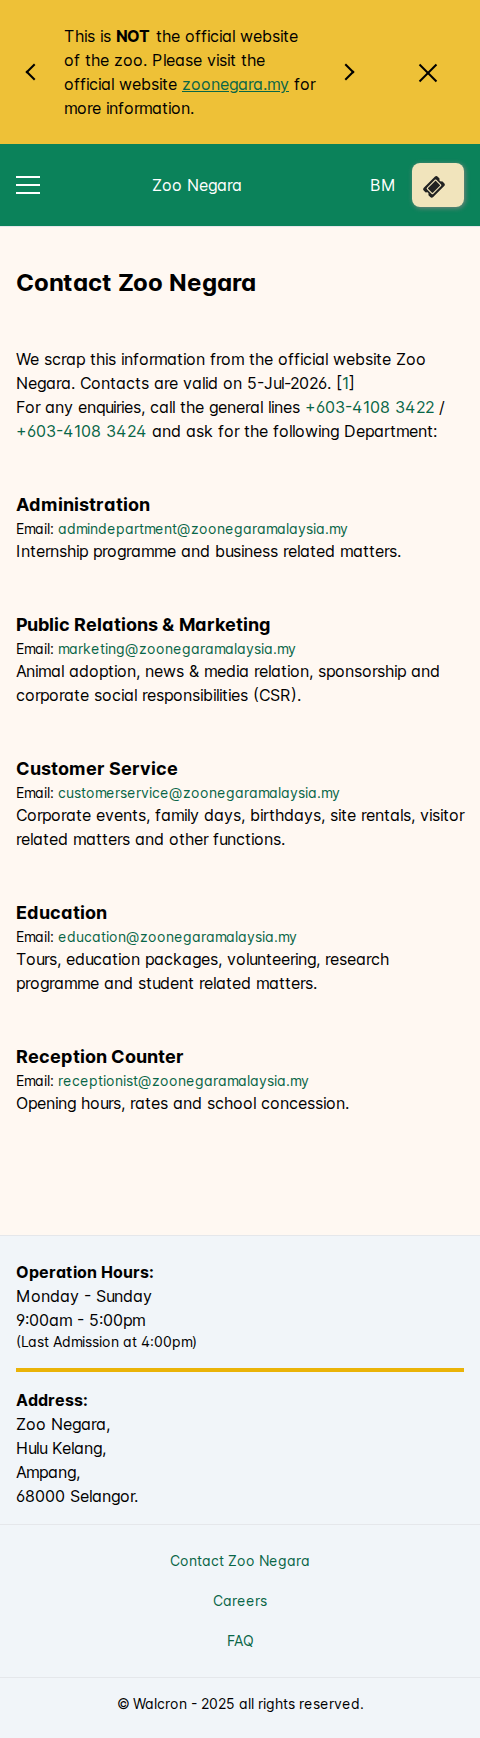 This is NOT the official website
of the zoo. Please visit the
official website zoonegara.my for
more information.
Zoo Negara
BM
Contact Zoo Negara
We scrap this information from the official website Zoo
Negara. Contacts are valid on 5-Jul-2026. [1]
For any enquiries, call the general lines +603-4108 3422 /
+603-4108 3424 and ask for the following Department:
Administration
Email: admindepartment@zoonegaramalaysia.my
Internship programme and business related matters.
Public Relations & Marketing
Email: marketing@zoonegaramalaysia.my
Animal adoption, news & media relation, sponsorship and
corporate social responsibilities (CSR).
Customer Service
Email: customerservice@zoonegaramalaysia.my
Corporate events, family days, birthdays, site rentals, visitor
related matters and other functions.
Education
Email: education@zoonegaramalaysia.my
Tours, education packages, volunteering, research
programme and student related matters.
Reception Counter
Email: receptionist@zoonegaramalaysia.my
Opening hours, rates and school concession.
Operation Hours:
Monday - Sunday
9:00am - 5:00pm
(Last Admission at 4:00pm)
Address:
Zoo Negara,
Hulu Kelang,
Ampang,
68000 Selangor.
Contact Zoo Negara
Careers
FAQ
© Walcron - 2025 all rights reserved.